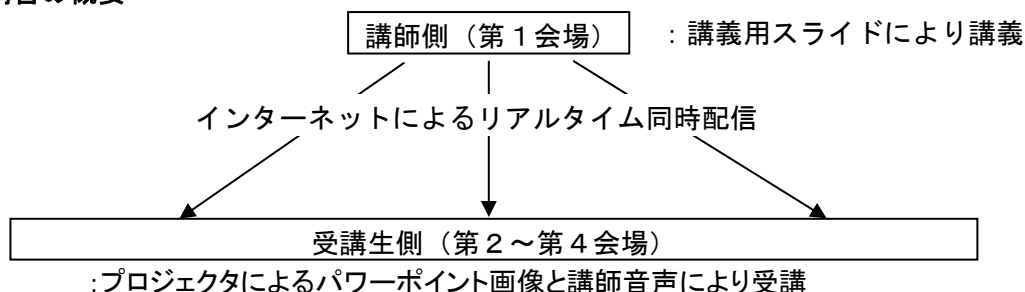 講師側（第１会場）　：講義用スライドにより講義
インターネットによるリアルタイム同時配信
受講生側（第２～第４会場）
：プロジェクタによるパワーポイント画像と講師音声により受講